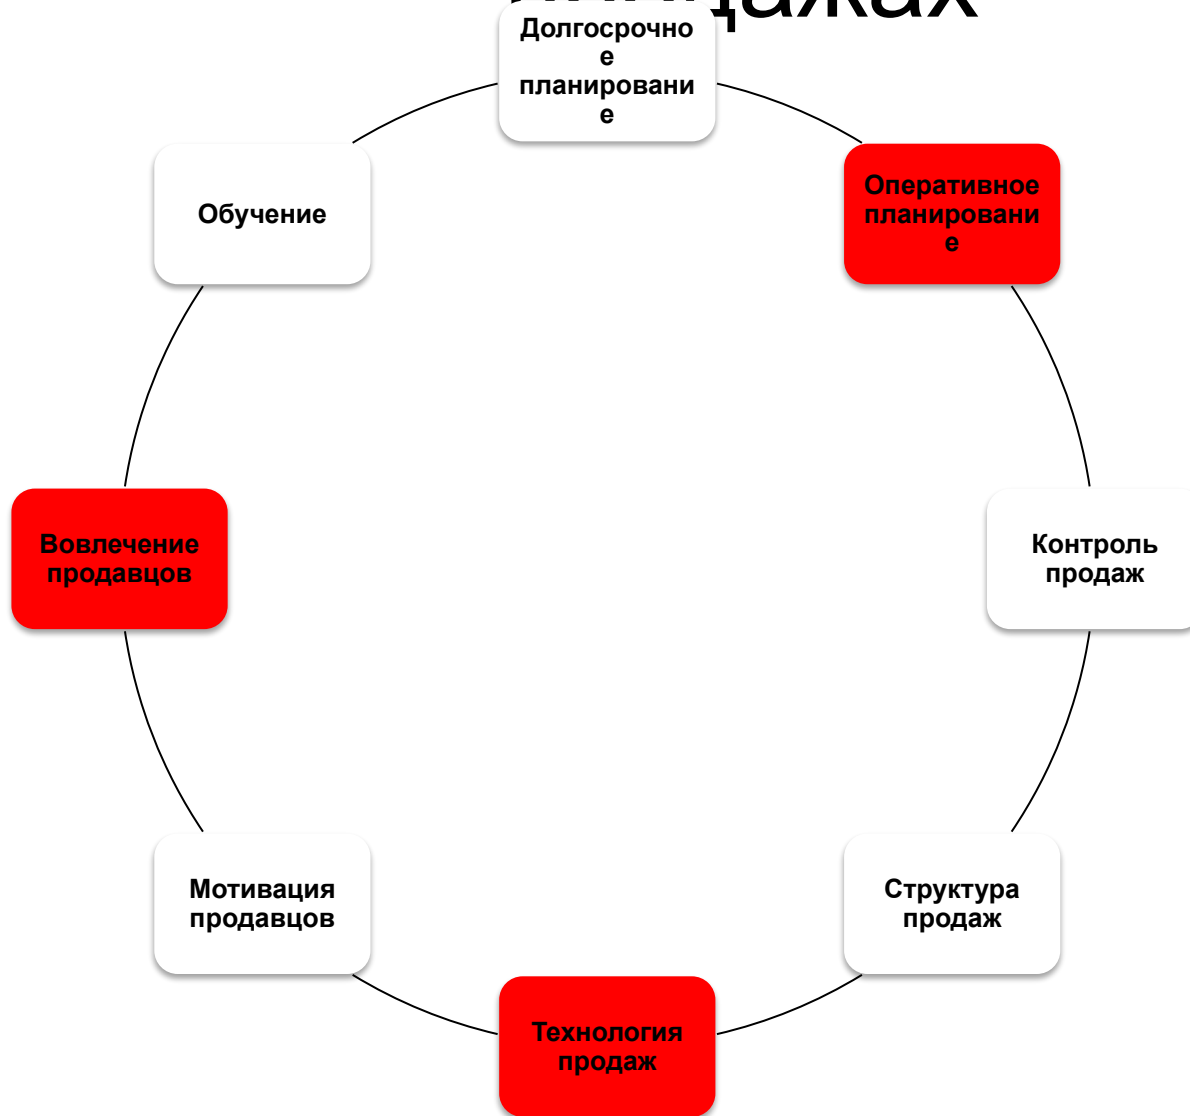 Долгосрочно
е
планировани
е
Оперативное
планировани
е
Контроль
продаж
Структура
продаж
Технология
продаж
Мотивация
продавцов
Вовлечение
продавцов
Обучение